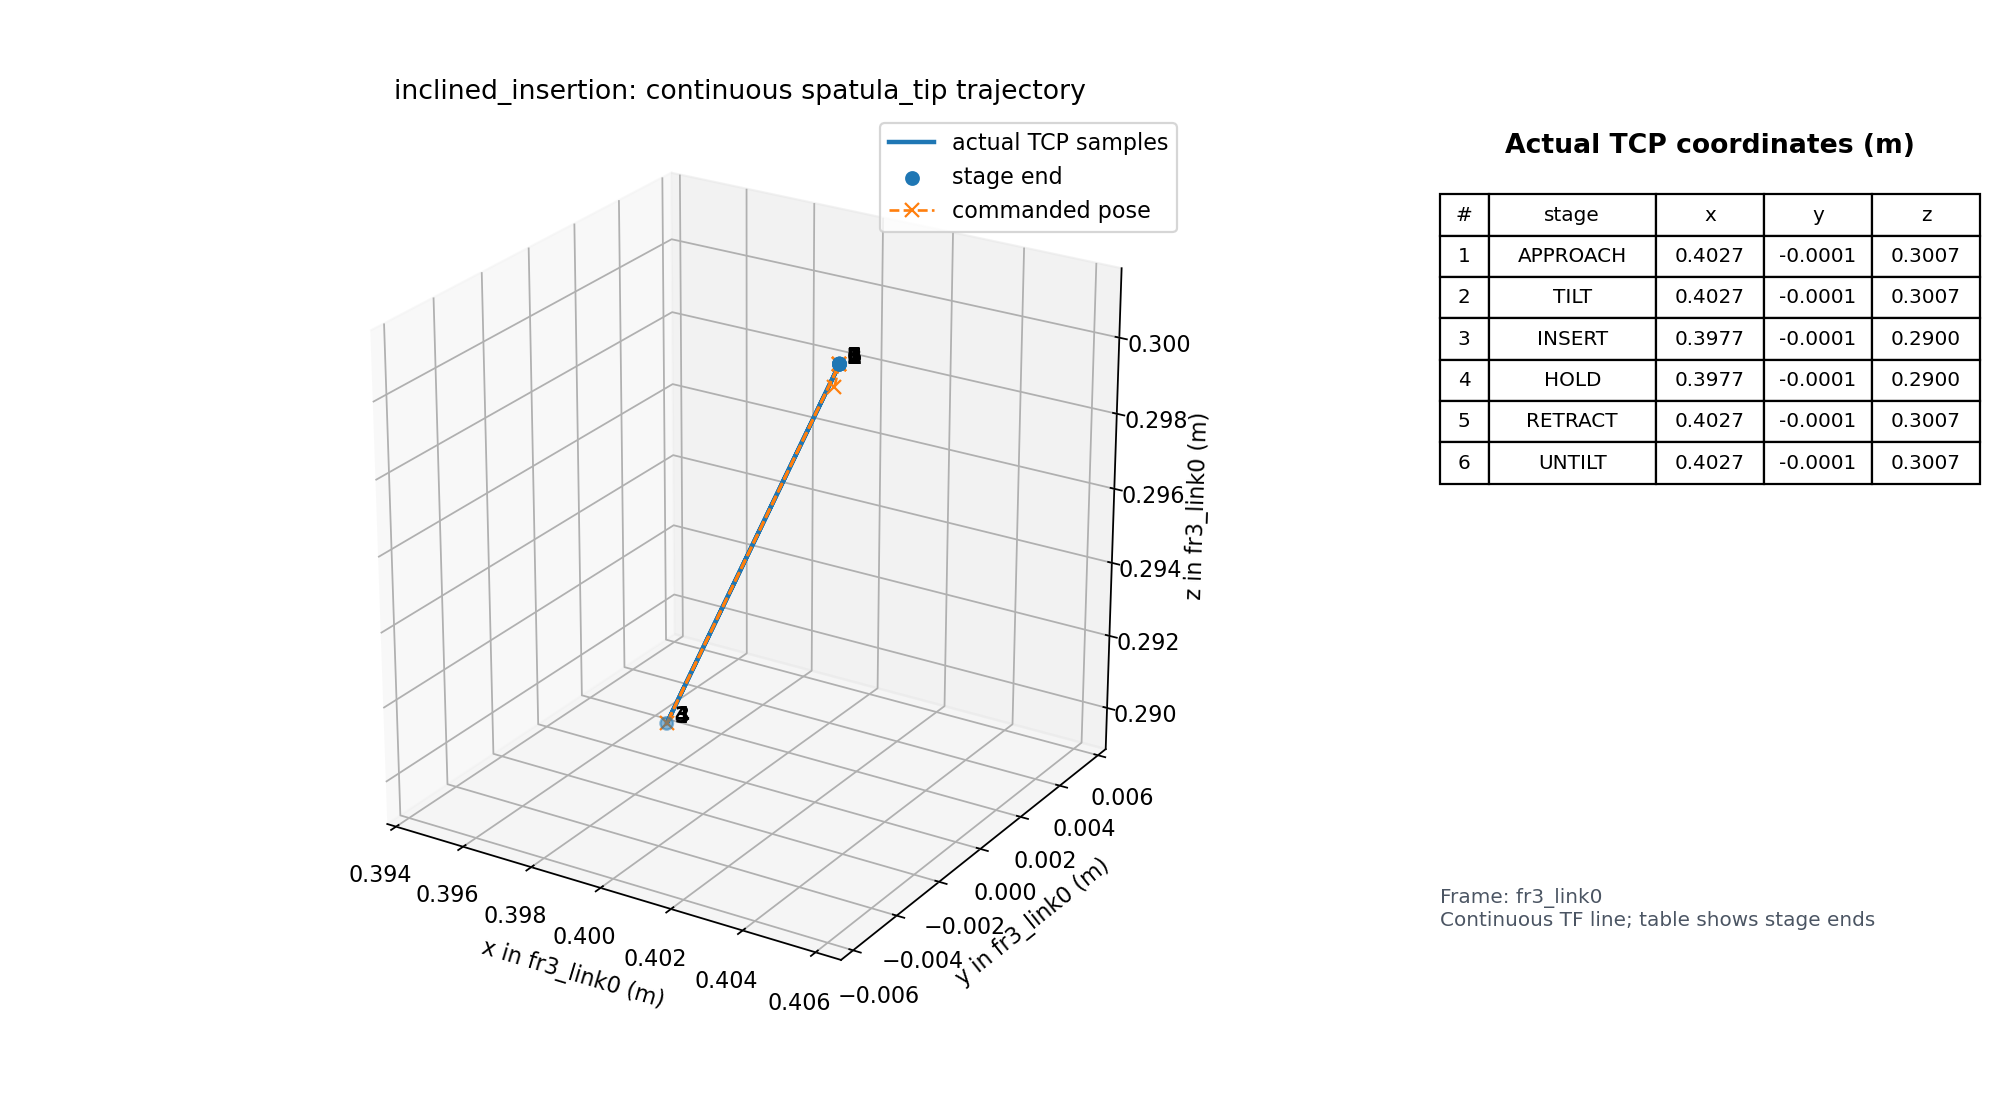 inclined_insertion: continuous spatula_tip trajectory
actual TCP samples
stage end
commanded pose
0.300
0.298
0.296
0.294
0.292
0.290
z in fr3_link0 (m)
0.006
0.004
0.002
0.000
−0.002
−0.004
−0.006
y in fr3_link0 (m)
0.394
0.396
0.398
0.400
0.402
0.404
0.406
x in fr3_link0 (m)
Actual TCP coordinates (m)
# stage x y z
1 APPROACH 0.4027 -0.0001 0.3007
2 TILT 0.4027 -0.0001 0.3007
3 INSERT 0.3977 -0.0001 0.2900
4 HOLD 0.3977 -0.0001 0.2900
5 RETRACT 0.4027 -0.0001 0.3007
6 UNTILT 0.4027 -0.0001 0.3007
Frame: fr3_link0
Continuous TF line; table shows stage ends